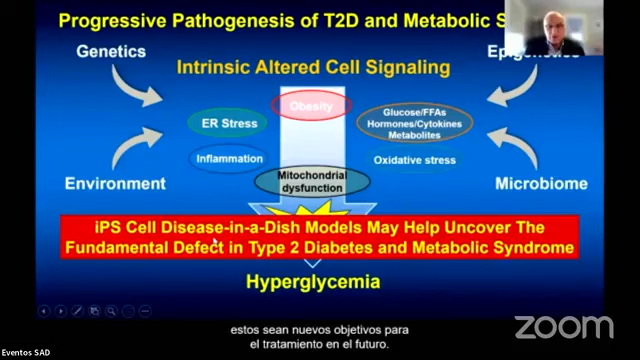 Progressive Pathogenesis of T2D and Metabolic S
Genetics
Epigenetics
Intrinsic Altered Cell Signaling
Obesity
ER Stress
Glucose/FFAs
Hormones/Cytokines
Metabolites
Inflammation
Oxidative stress
Mitochondrial
dysfunction
Environment
Microbiome
iPS Cell Disease-in-a-Dish Models May Help Uncover The
Fundamental Defect in Type 2 Diabetes and Metabolic Syndrome
Hyperglycemia
estos sean nuevos objetivos para
el tratamiento en el futuro.
Eventos SAD
zoom